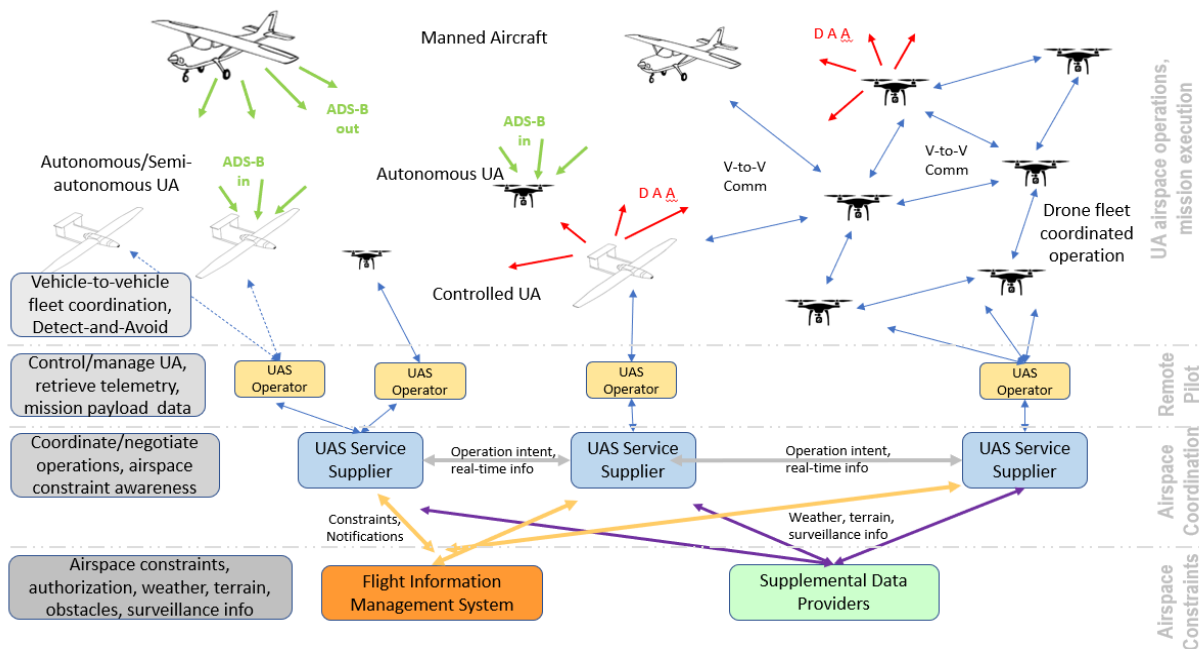 Manned Aircraft
D A A
ADS-B
out
ADS-B
in
Autonomous/Semi-
autonomous UA
ADS-B
in
Autonomous UA
V-to-V
Comm
V-to-V
Comm
D A A
Drone fleet
coordinated
operation
Controlled UA
UA airspace operations,
mission execution
Vehicle-to-vehicle
fleet coordination,
Detect-and-Avoid
Control/manage UA,
retrieve telemetry,
mission payload data
UAS
Operator
UAS
Operator
UAS
Operator
UAS
Operator
Remote
Pilot
Coordinate/negotiate
operations, airspace
constraint awareness
UAS Service
Supplier
Operation intent,
real-time info
UAS Service
Supplier
Operation intent,
real-time info
UAS Service
Supplier
Airspace
Coordination
Constraints,
Notifications
Weather, terrain,
surveillance info
Airspace constraints,
authorization, weather, terrain,
obstacles, surveillance info
Flight Information
Management System
Supplemental Data
Providers
Airspace
Constraints